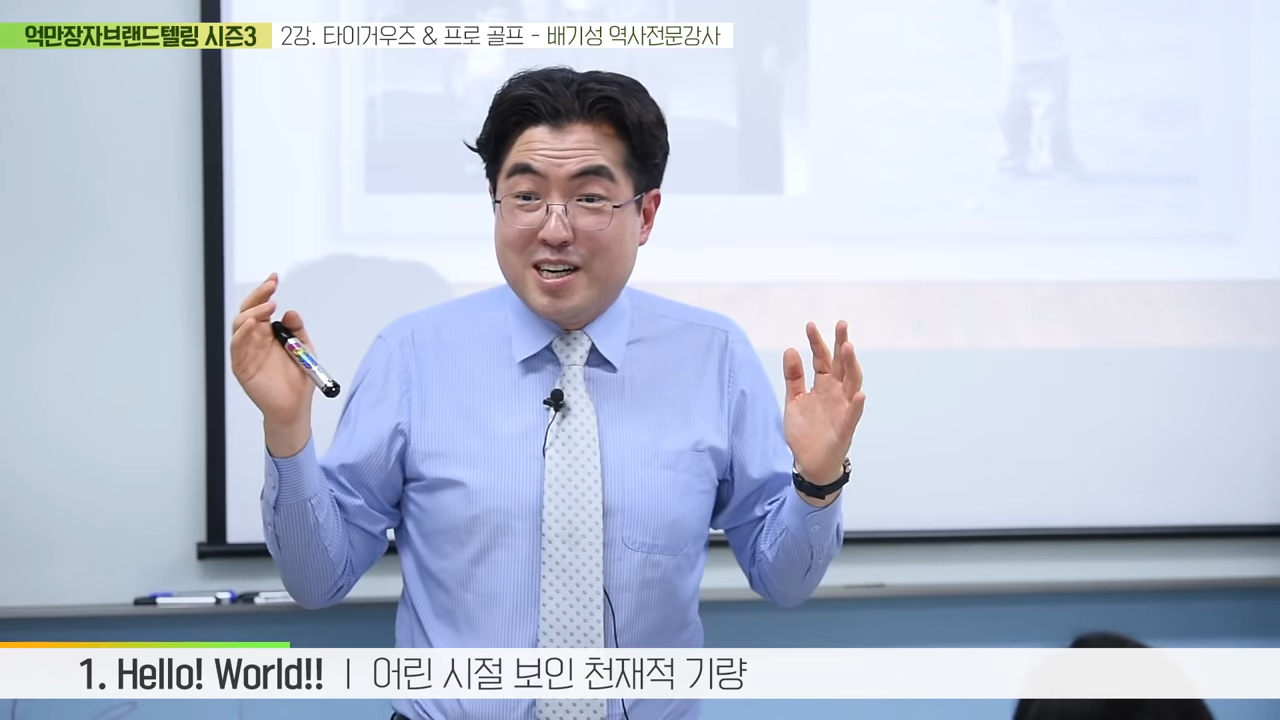 억만장자브랜드텔링 시즌3 2강. 타이거우즈 & 프로 골프 - 배기성 역사전문강사
1. Hello! World!! | 어린 시절 보인 천재적 기량